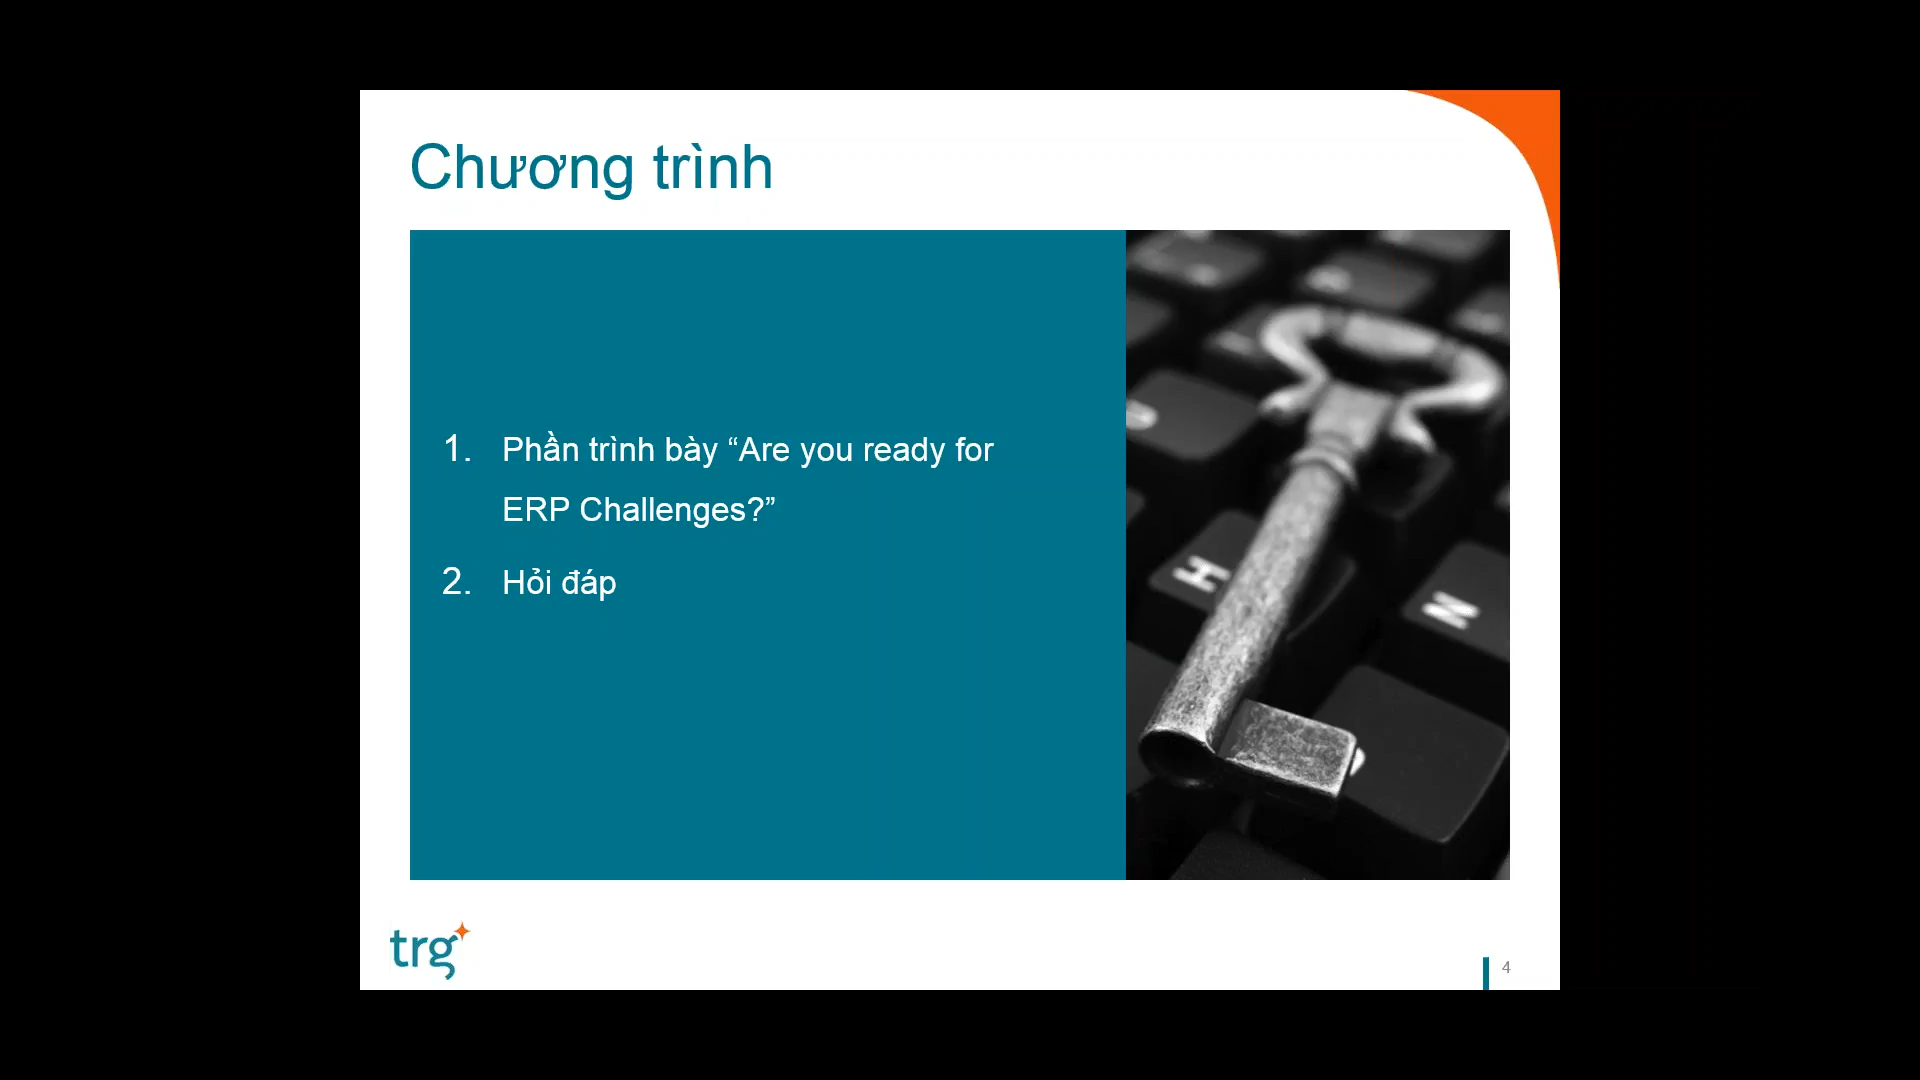 Chương trình
1. Phần trình bày “Are you ready for
ERP Challenges?”
2. Hỏi đáp
U
H
N
trg
4